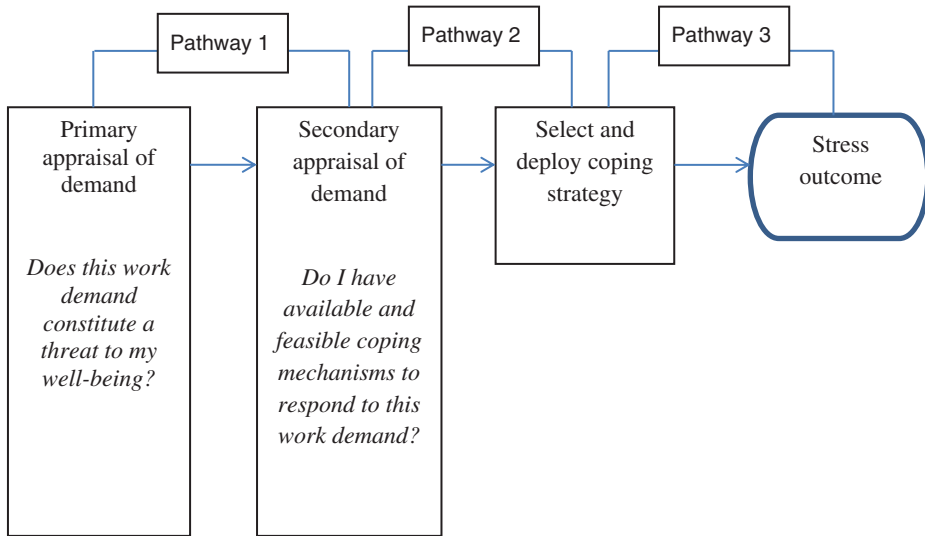 Pathway 1
Pathway 2
Pathway 3
Primary
appraisal of
demand
Does this work
demand
constitute a
threat to my
well-being?
Secondary
appraisal of
demand
Do I have
available and
feasible coping
mechanisms to
respond to this
work demand?
Select and
deploy coping
strategy
Stress
outcome